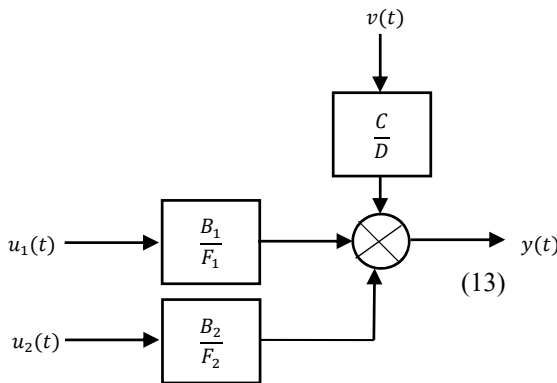 v(t)
C
D
B₁
F₁
u₁(t)
y(t)
(13)
B₂
F₂
u₂(t)